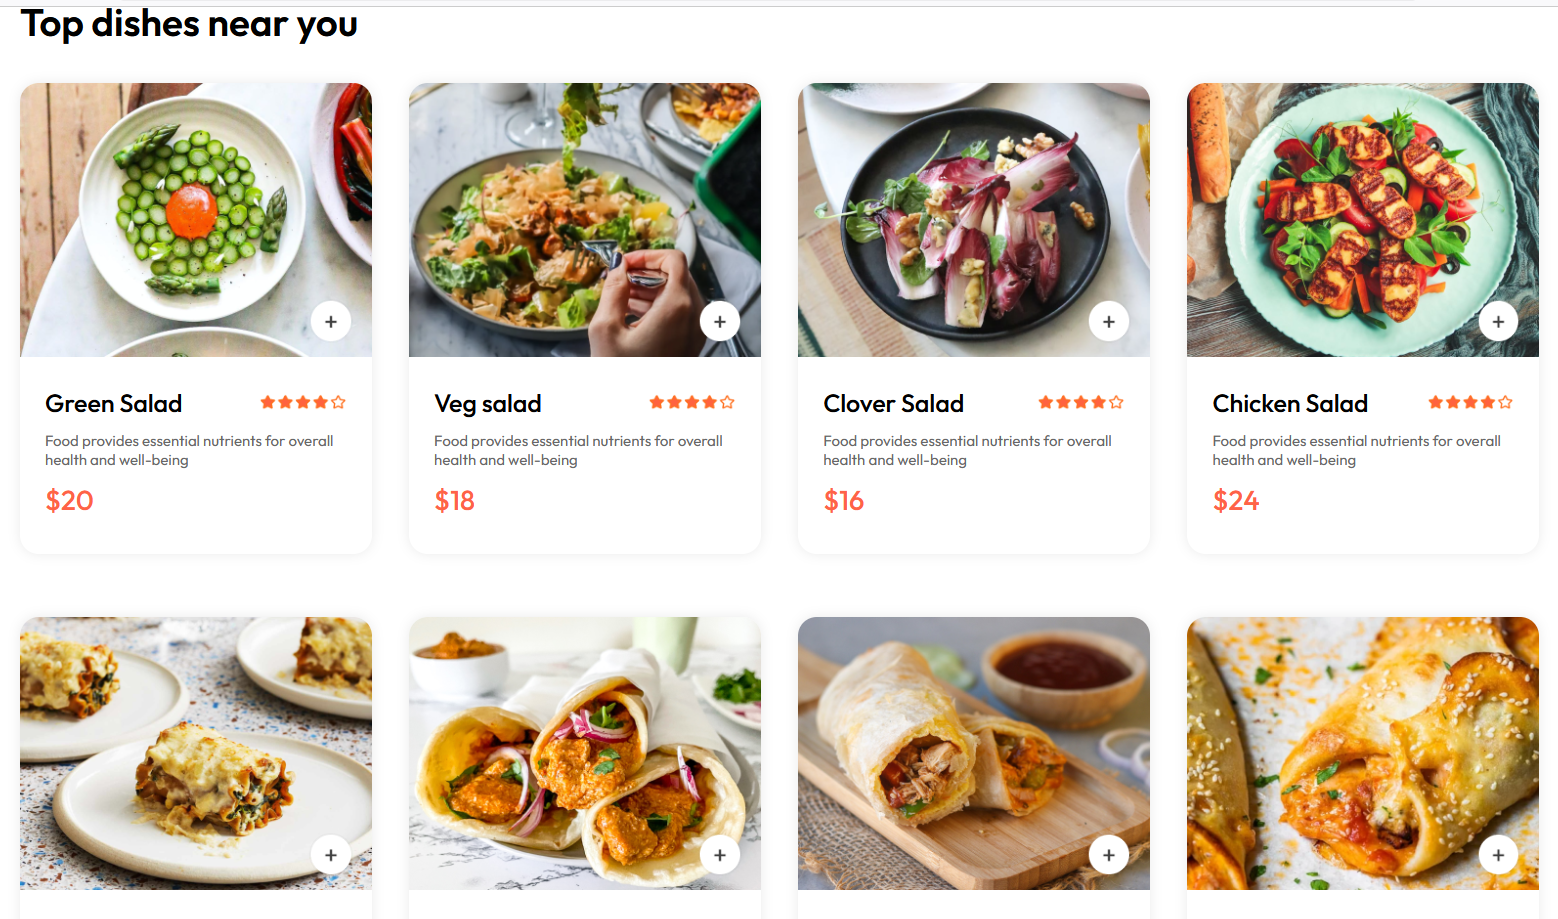 Top dishes near you
Green Salad
Food provides essential nutrients for overall
health and well-being
$20
Veg salad
Food provides essential nutrients for overall
health and well-being
$18
Clover Salad
Food provides essential nutrients for overall
health and well-being
$16
Chicken Salad
Food provides essential nutrients for overall
health and well-being
$24